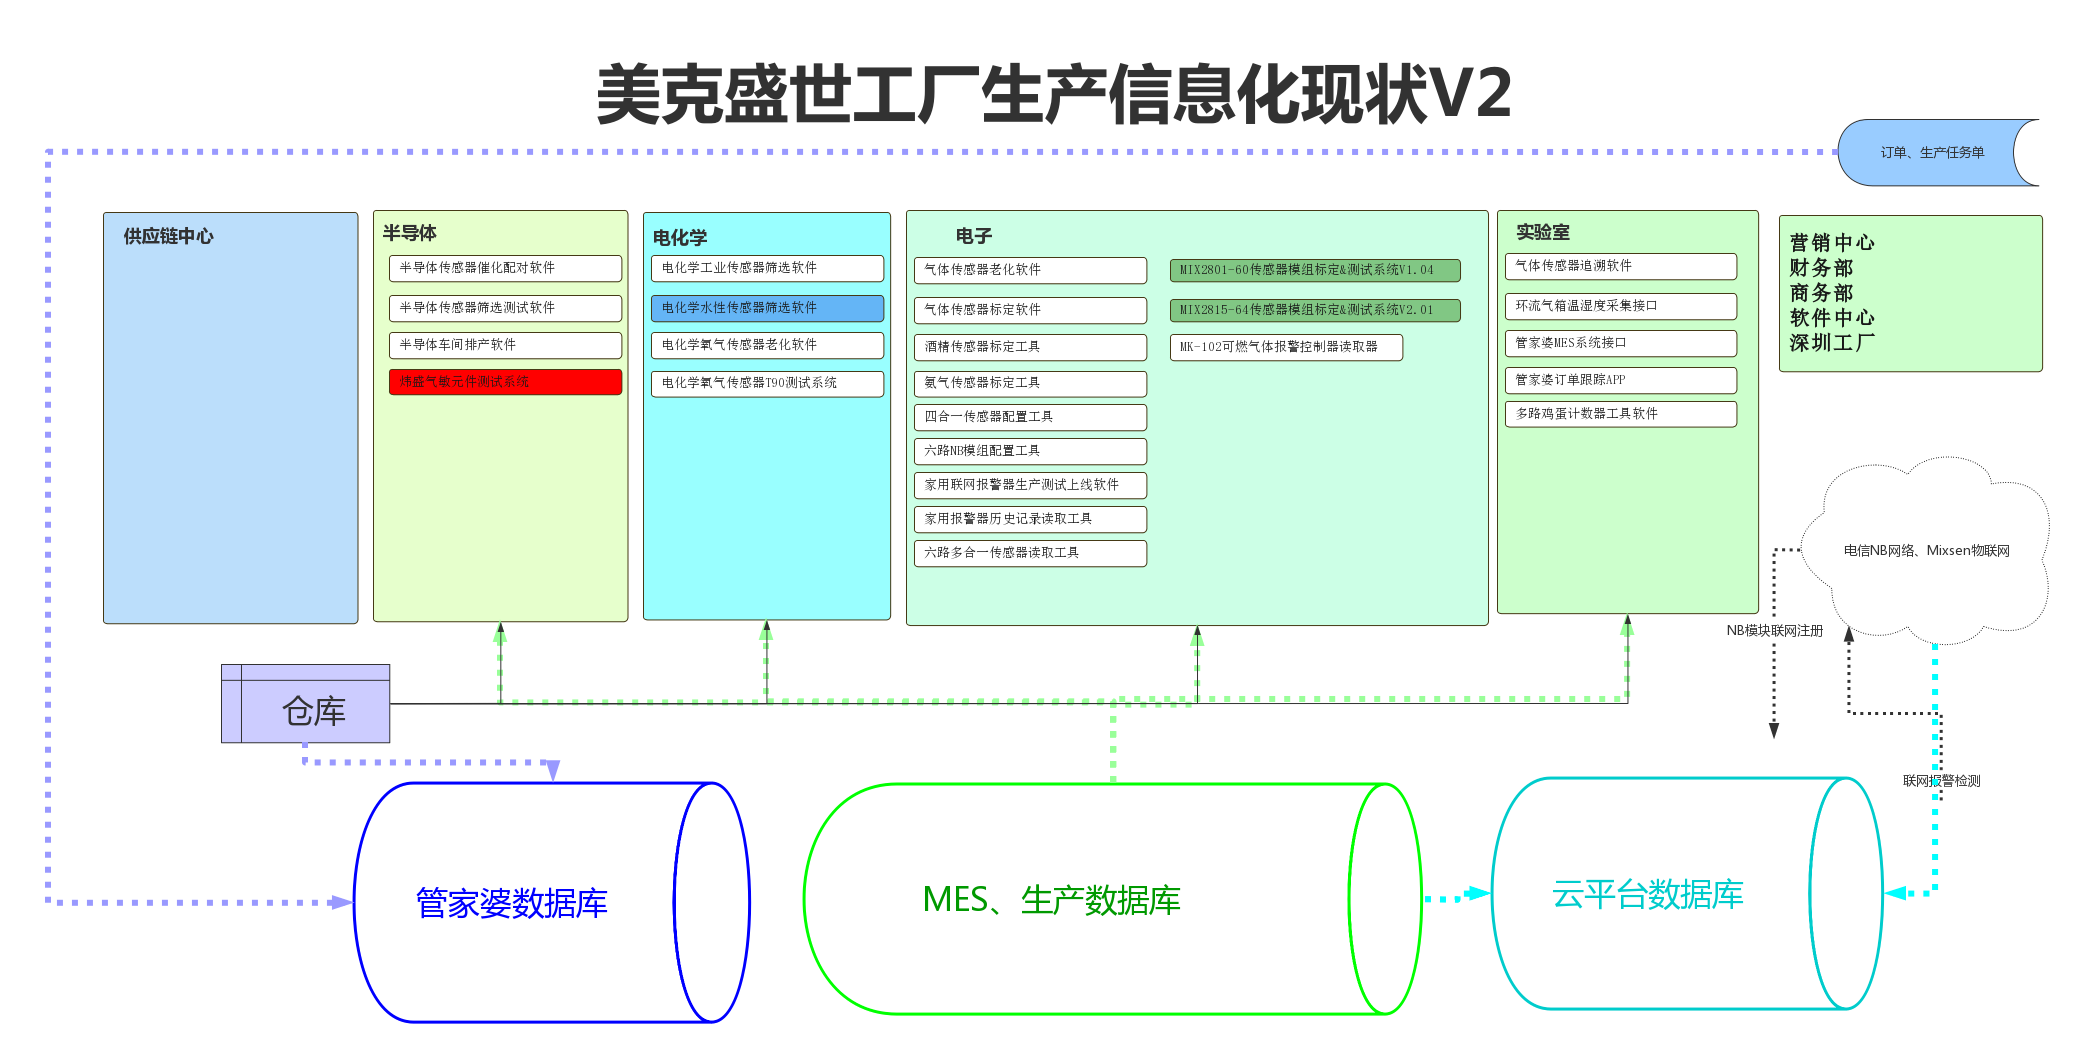 美克盛世工厂生产信息化现状V2
订单、生产任务单
供应链中心
半导体
半导体传感器催化配对软件
半导体传感器筛选测试软件
半导体车间排产软件
炜盛气敏元件测试系统
电化学
电化学工业传感器筛选软件
电化学水性传感器筛选软件
电化学氧气传感器老化软件
电化学氧气传感器T90测试系统
电子
气体传感器老化软件
气体传感器标定软件
酒精传感器标定工具
氨气传感器标定工具
四合一传感器配置工具
六路NB模组配置工具
家用联网报警器生产测试上线软件
家用报警器历史记录读取工具
六路多合一传感器读取工具
MIX2801-60传感器模组标定&测试系统V1.04
MIX2815-64传感器模组标定&测试系统V2.01
MK-102可燃气体报警控制器读取器
实验室
气体传感器追溯软件
环流气箱温湿度采集接口
管家婆MES系统接口
管家婆订单跟踪APP
多路鸡蛋计数器工具软件
营销中心
财务部
商务部
软件中心
深圳工厂
电信NB网络、Mixsen物联网
NB模块联网注册
联网报警检测
仓库
管家婆数据库
MES、生产数据库
云平台数据库